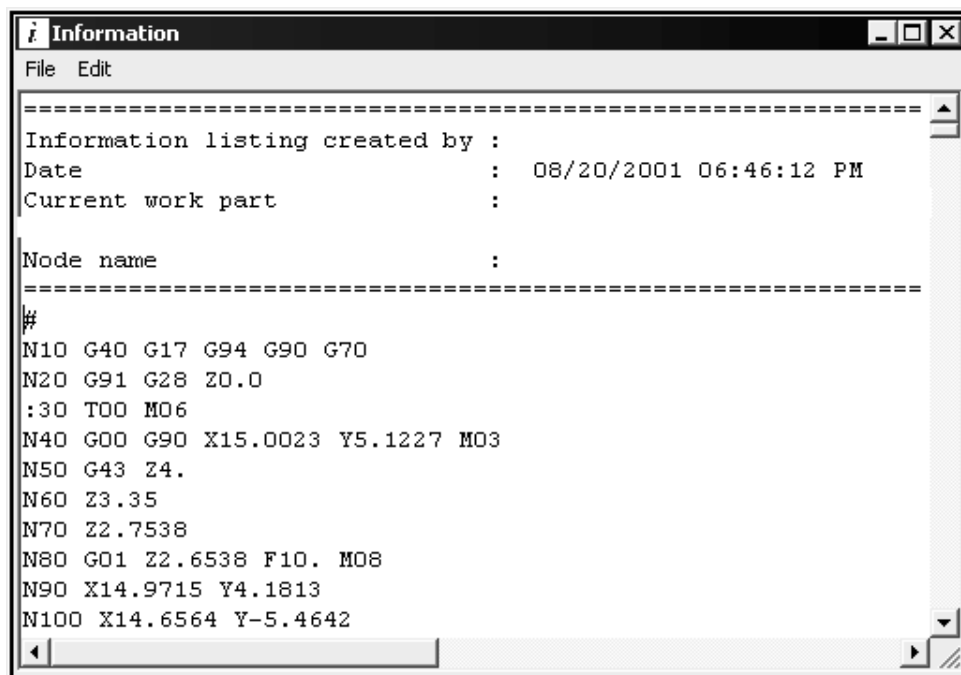 i Information
File Edit
============================================================
Information listing created by :
Date : 08/20/2001 06:46:12 PM
Current work part :
Node name :
============================================================
#
N10 G40 G17 G94 G90 G70
N20 G91 G28 Z0.0
:30 T00 M06
N40 G00 G90 X15.0023 Y5.1227 M03
N50 G43 Z4.
N60 Z3.35
N70 Z2.7538
N80 G01 Z2.6538 F10. M08
N90 X14.9715 Y4.1813
N100 X14.6564 Y-5.4642